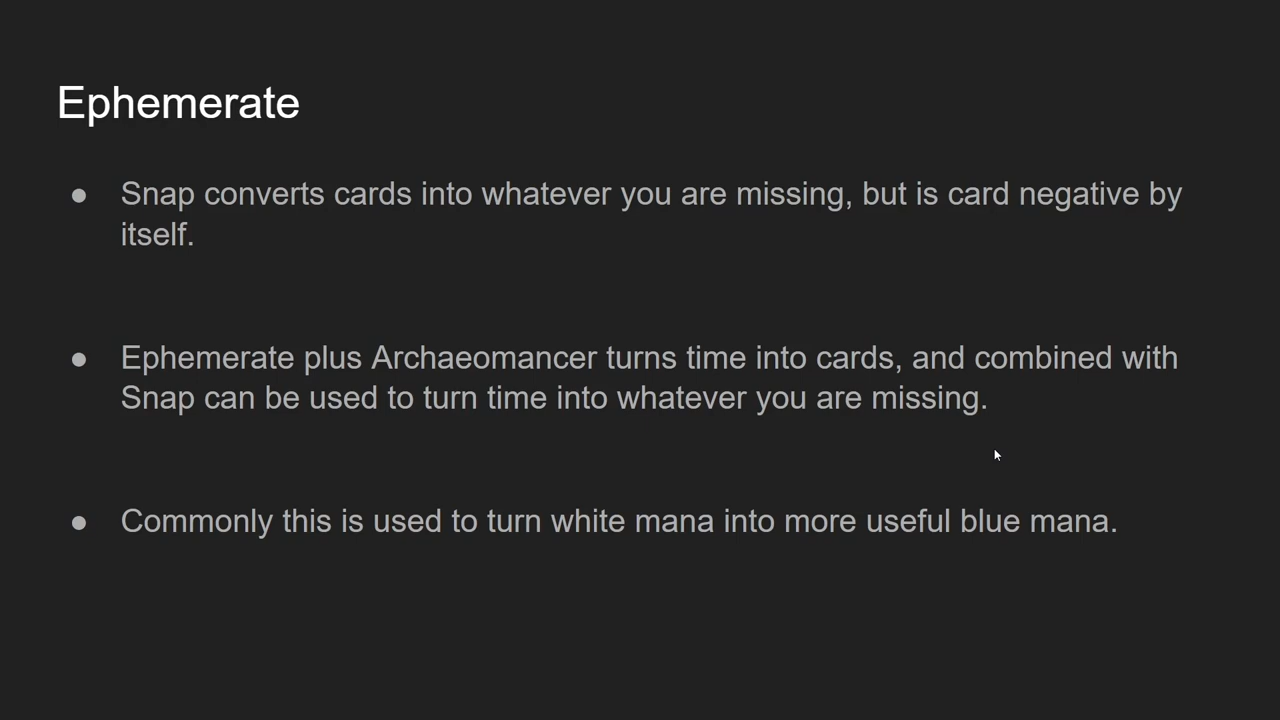 Ephemerate
● Snap converts cards into whatever you are missing, but is card negative by
itself.
● Ephemerate plus Archaeomancer turns time into cards, and combined with
Snap can be used to turn time into whatever you are missing.
● Commonly this is used to turn white mana into more useful blue mana.